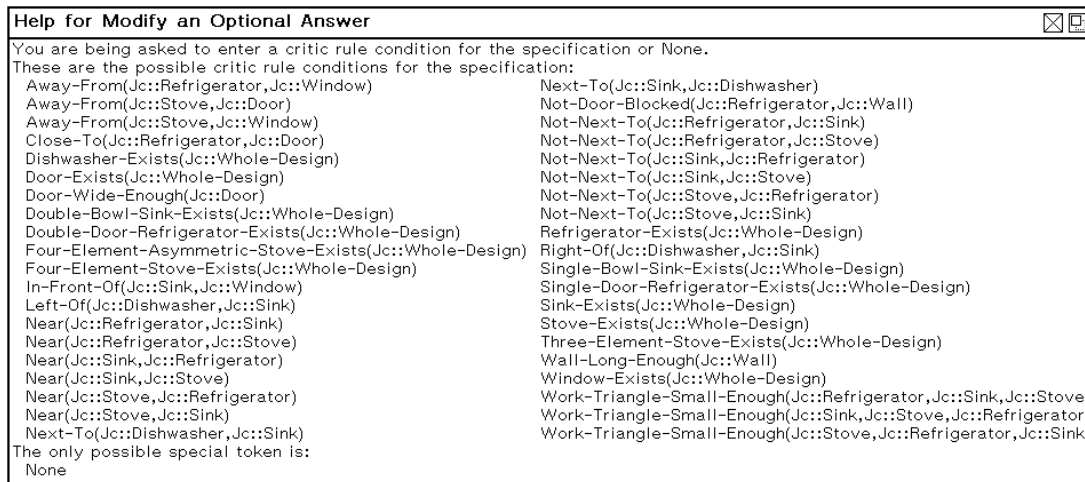 Help for Modify an Optional Answer
You are being asked to enter a critic rule condition for the specification or None.
These are the possible critic rule conditions for the specification:
Away-From(Jc::Refrigerator,Jc::Window)
Away-From(Jc::Stove,Jc::Door)
Away-From(Jc::Stove,Jc::Window)
Close-To(Jc::Refrigerator,Jc::Door)
Dishwasher-Exists(Jc::Whole-Design)
Door-Exists(Jc::Whole-Design)
Door-Wide-Enough(Jc::Door)
Double-Bowl-Sink-Exists(Jc::Whole-Design)
Double-Door-Refrigerator-Exists(Jc::Whole-Design)
Four-Element-Asymmetric-Stove-Exists(Jc::Whole-Design)
Four-Element-Stove-Exists(Jc::Whole-Design)
In-Front-Of(Jc::Sink,Jc::Window)
Left-Of(Jc::Dishwasher,Jc::Sink)
Near(Jc::Refrigerator,Jc::Sink)
Near(Jc::Refrigerator,Jc::Stove)
Near(Jc::Sink,Jc::Refrigerator)
Near(Jc::Sink,Jc::Stove)
Near(Jc::Stove,Jc::Refrigerator)
Near(Jc::Stove,Jc::Sink)
Next-To(Jc::Dishwasher,Jc::Sink)
Next-To(Jc::Sink,Jc::Dishwasher)
Not-Door-Blocked(Jc::Refrigerator,Jc::Wall)
Not-Next-To(Jc::Refrigerator,Jc::Sink)
Not-Next-To(Jc::Refrigerator,Jc::Stove)
Not-Next-To(Jc::Sink,Jc::Refrigerator)
Not-Next-To(Jc::Sink,Jc::Stove)
Not-Next-To(Jc::Stove,Jc::Refrigerator)
Not-Next-To(Jc::Stove,Jc::Sink)
Refrigerator-Exists(Jc::Whole-Design)
Right-Of(Jc::Dishwasher,Jc::Sink)
Single-Bowl-Sink-Exists(Jc::Whole-Design)
Single-Door-Refrigerator-Exists(Jc::Whole-Design)
Sink-Exists(Jc::Whole-Design)
Stove-Exists(Jc::Whole-Design)
Three-Element-Stove-Exists(Jc::Whole-Design)
Wall-Long-Enough(Jc::Wall)
Window-Exists(Jc::Whole-Design)
Work-Triangle-Small-Enough(Jc::Refrigerator,Jc::Sink,Jc::Stove
Work-Triangle-Small-Enough(Jc::Sink,Jc::Stove,Jc::Refrigerator
Work-Triangle-Small-Enough(Jc::Stove,Jc::Refrigerator,Jc::Sink
The only possible special token is:
None